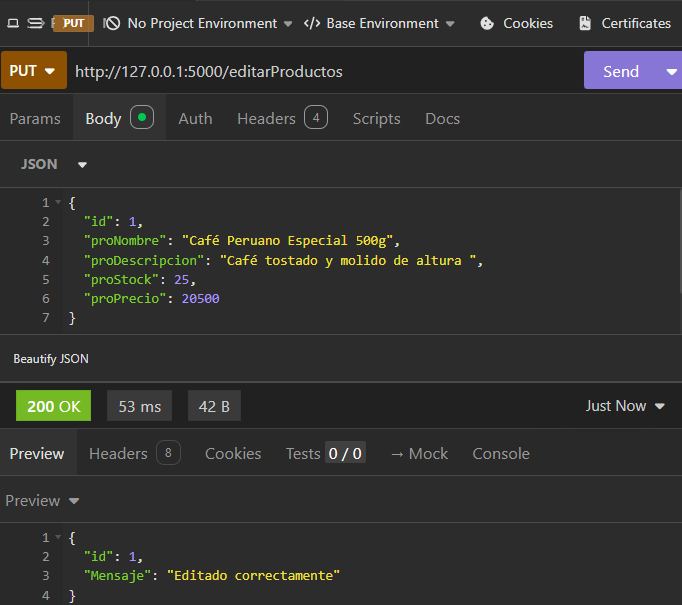 PUT No Project Environment </> Base Environment Cookies Certificates
PUT http://127.0.0.1:5000/editarProductos Send
Params Body Auth Headers 4 Scripts Docs
JSON
1 {
2 "id": 1,
3 "proNombre": "Café Peruano Especial 500g",
4 "proDescripcion": "Café tostado y molido de altura ",
5 "proStock": 25,
6 "proPrecio": 20500
7 }
Beautify JSON
200 OK 53 ms 42 B Just Now
Preview Headers 8 Cookies Tests 0 / 0 → Mock Console
Preview
1 {
2 "id": 1,
3 "Mensaje": "Editado correctamente"
4 }